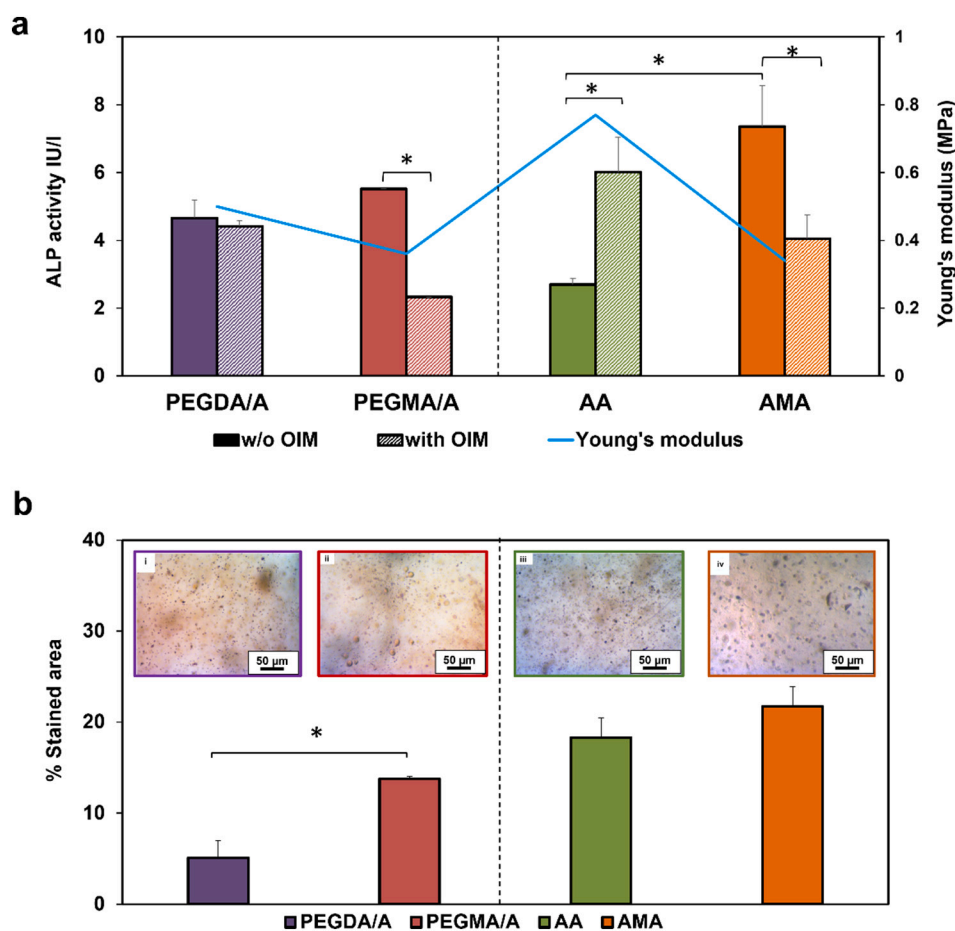 a
ALP activity IU/l
10
8
6
4
2
0
1
0.8
0.6
0.4
0.2
0
Young's modulus (MPa)
*
*
*
*
PEGDA/A PEGMA/A AA AMA
w/o OIM with OIM Young's modulus
b
% Stained area
40
30
20
10
0
i ii iii iv
50 µm 50 µm 50 µm 50 µm
*
PEGDA/A PEGMA/A AA AMA